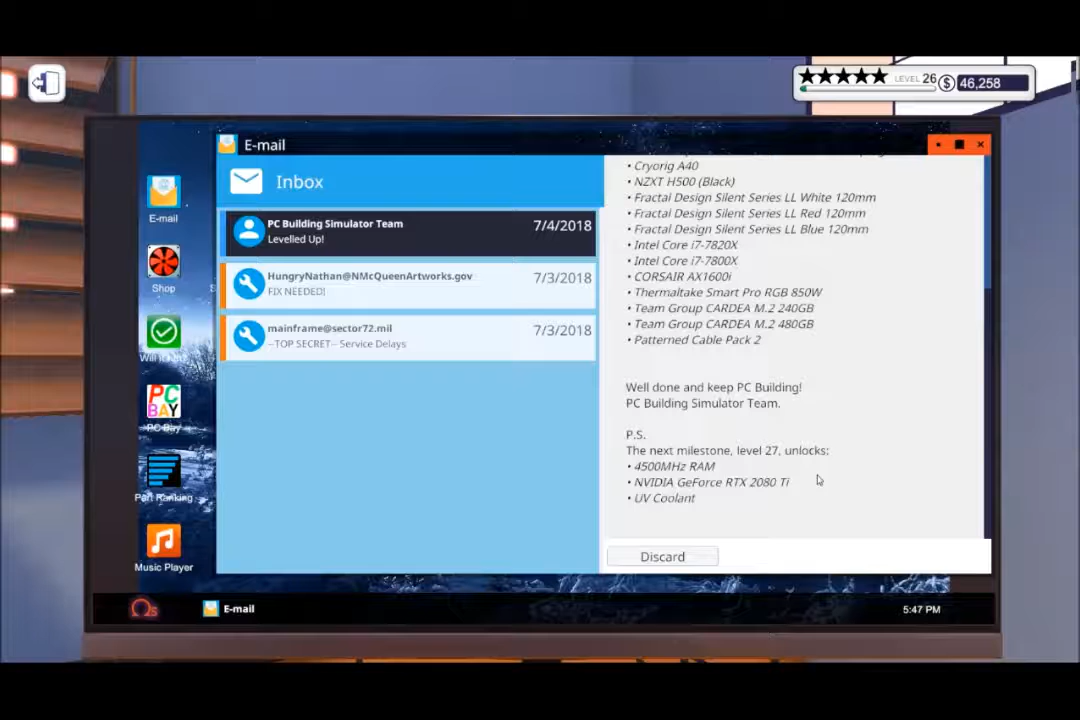 LEVEL 26
$ 46,258
E-mail
Inbox
PC Building Simulator Team
7/4/2018
Levelled Up!
HungryNathan@NMcQueenArtworks.gov
7/3/2018
FIX NEEDED!
mainframe@sector72.mil
7/3/2018
--TOP SECRET-- Service Delays
• Cryorig A40
• NZXT H500 (Black)
• Fractal Design Silent Series LL White 120mm
• Fractal Design Silent Series LL Red 120mm
• Fractal Design Silent Series LL Blue 120mm
• Intel Core i7-7820X
• Intel Core i7-7800X
• CORSAIR AX1600i
• Thermaltake Smart Pro RGB 850W
• Team Group CARDEA M.2 240GB
• Team Group CARDEA M.2 480GB
• Patterned Cable Pack 2
Well done and keep PC Building!
PC Building Simulator Team.
P.S.
The next milestone, level 27, unlocks:
• 4500MHz RAM
• NVIDIA GeForce RTX 2080 Ti
• UV Coolant
Discard
E-mail
Shop
PC BAY
PC Bay
Part Ranking
Music Player
Ωs
E-mail
5:47 PM